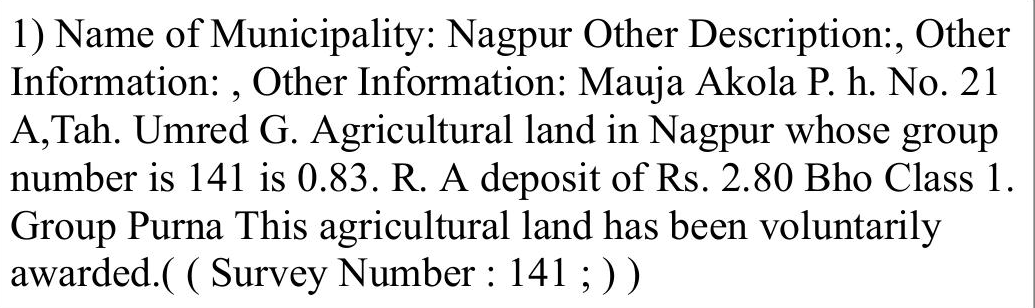 1) Name of Municipality: Nagpur Other Description:, Other
Information: , Other Information: Mauja Akola P. h. No. 21
A,Tah. Umred G. Agricultural land in Nagpur whose group
number is 141 is 0.83. R. A deposit of Rs. 2.80 Bho Class 1.
Group Purna This agricultural land has been voluntarily
awarded.( ( Survey Number : 141 ; ) )